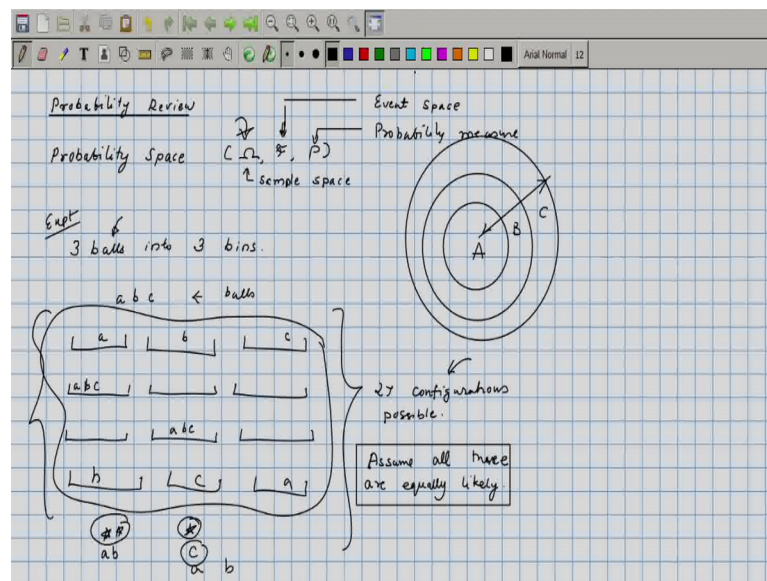 T
Arial Normal 12
Probability Review
Event space
Probability measure
Probability Space (Ω, F, P)
sample space
A B C
Expt
3 balls into 3 bins.
a b c ← balls
a b c
abc
abc
b c a
27 configurations
possible.
Assume all these
are equally likely.
** *
ab c
a b